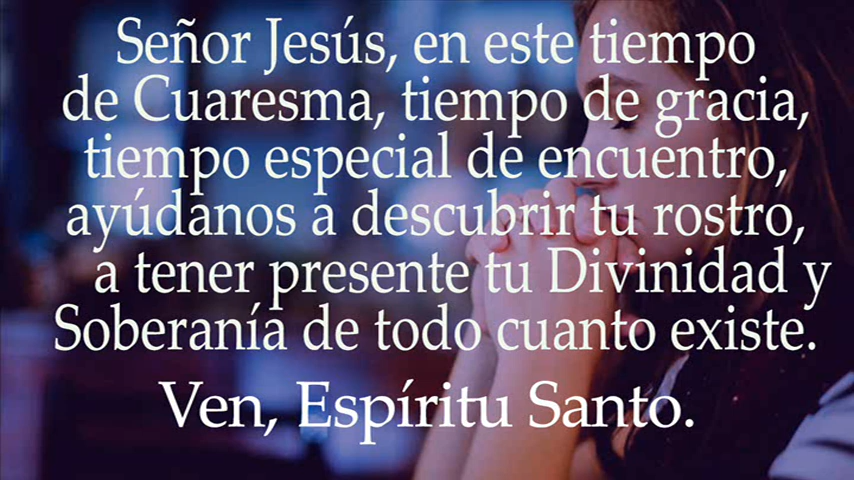 Señor Jesús, en este tiempo
de Cuaresma, tiempo de gracia,
tiempo especial de encuentro,
ayúdanos a descubrir tu rostro,
a tener presente tu Divinidad y
Soberanía de todo cuanto existe.
Ven, Espíritu Santo.